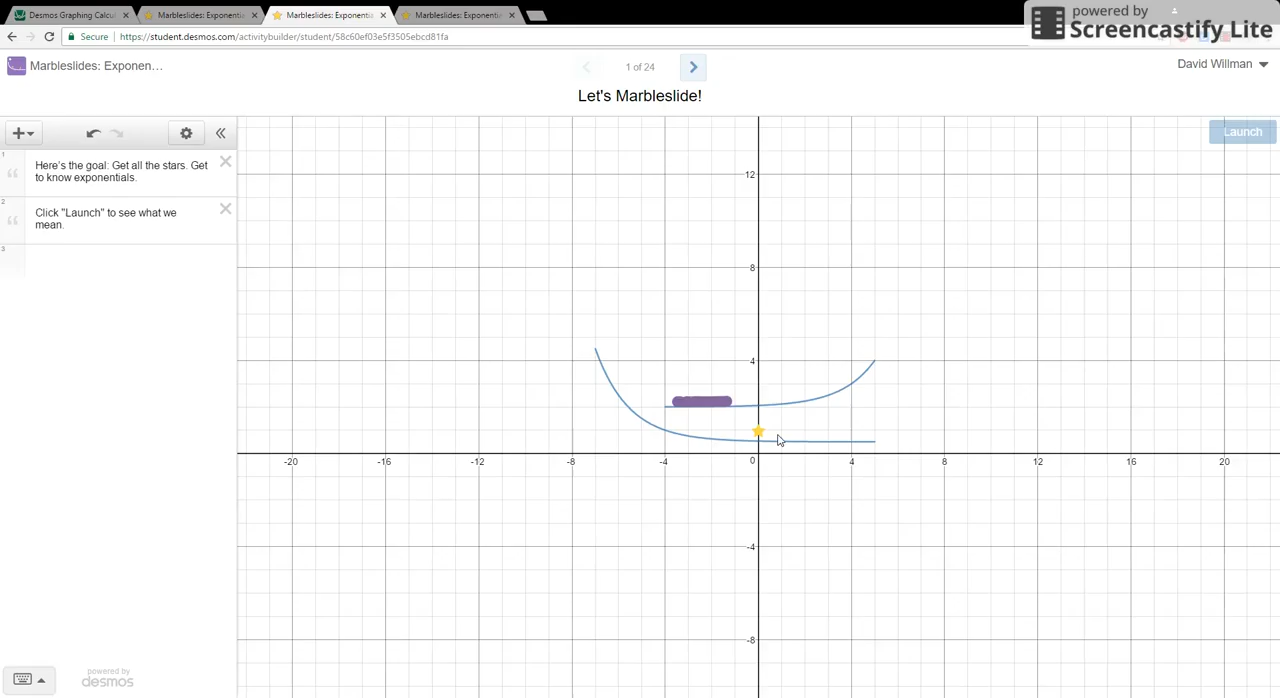 Desmos Graphing Calcu
Marbleslides: Exponentia
Marbleslides: Exponentia
Marbleslides: Exponentia
powered by
Screencastify Lite
Secure
https://student.desmos.com/activitybuilder/student/58c60ef03e5f3505ebcd81fa
Marbleslides: Exponen…
1 of 24
David Willman
Let's Marbleslide!
Launch
1
Here's the goal: Get all the stars. Get
to know exponentials.
2
Click "Launch" to see what we
mean.
3
12
8
4
-20
-16
-12
-8
-4
0
4
8
12
16
20
-4
-8
powered by
desmos